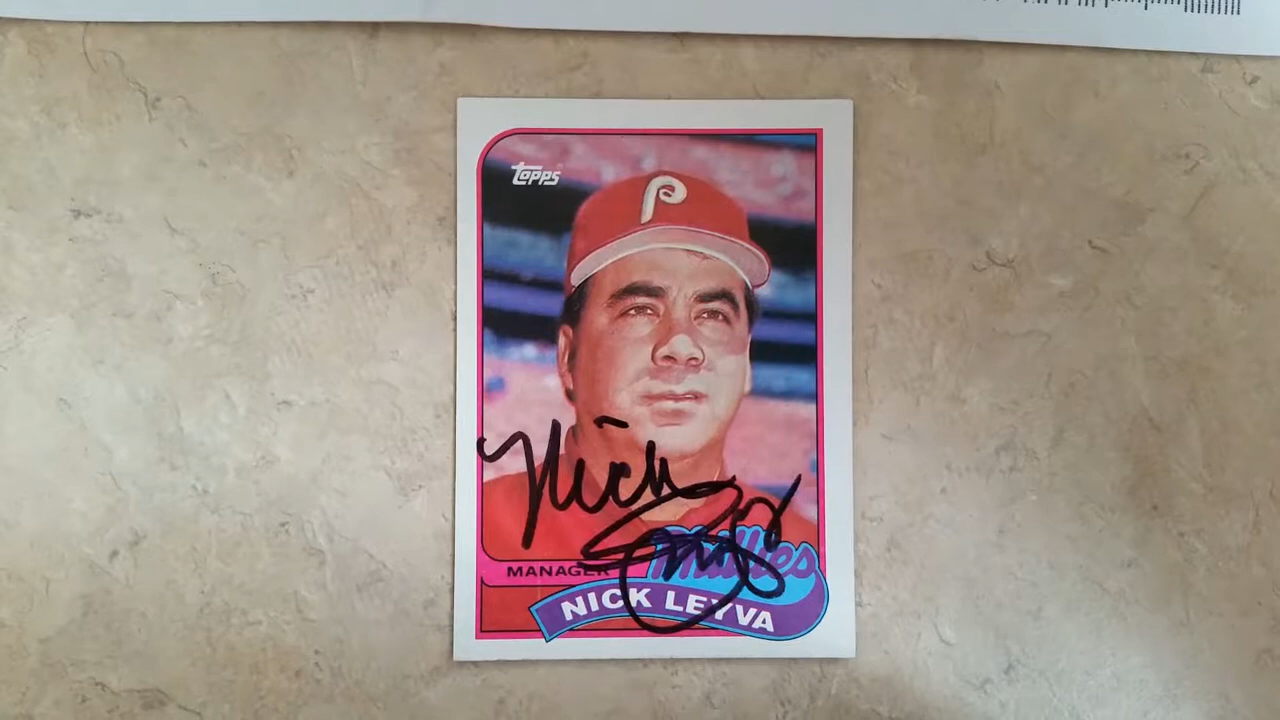 topps
P
Nick
MANAGER
Phillies
NICK LEYVA